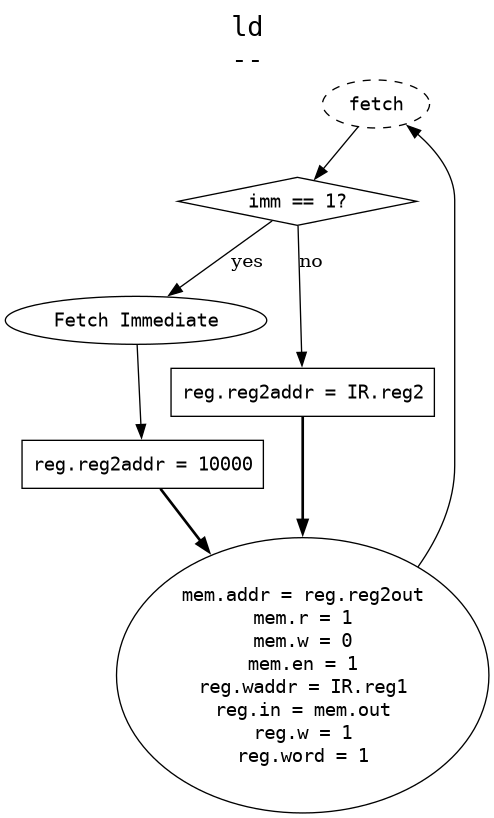 ld
--
fetch
imm == 1?
yes
no
Fetch Immediate
reg.reg2addr = IR.reg2
reg.reg2addr = 10000
mem.addr = reg.reg2out
mem.r = 1
mem.w = 0
mem.en = 1
reg.waddr = IR.reg1
reg.in = mem.out
reg.w = 1
reg.word = 1